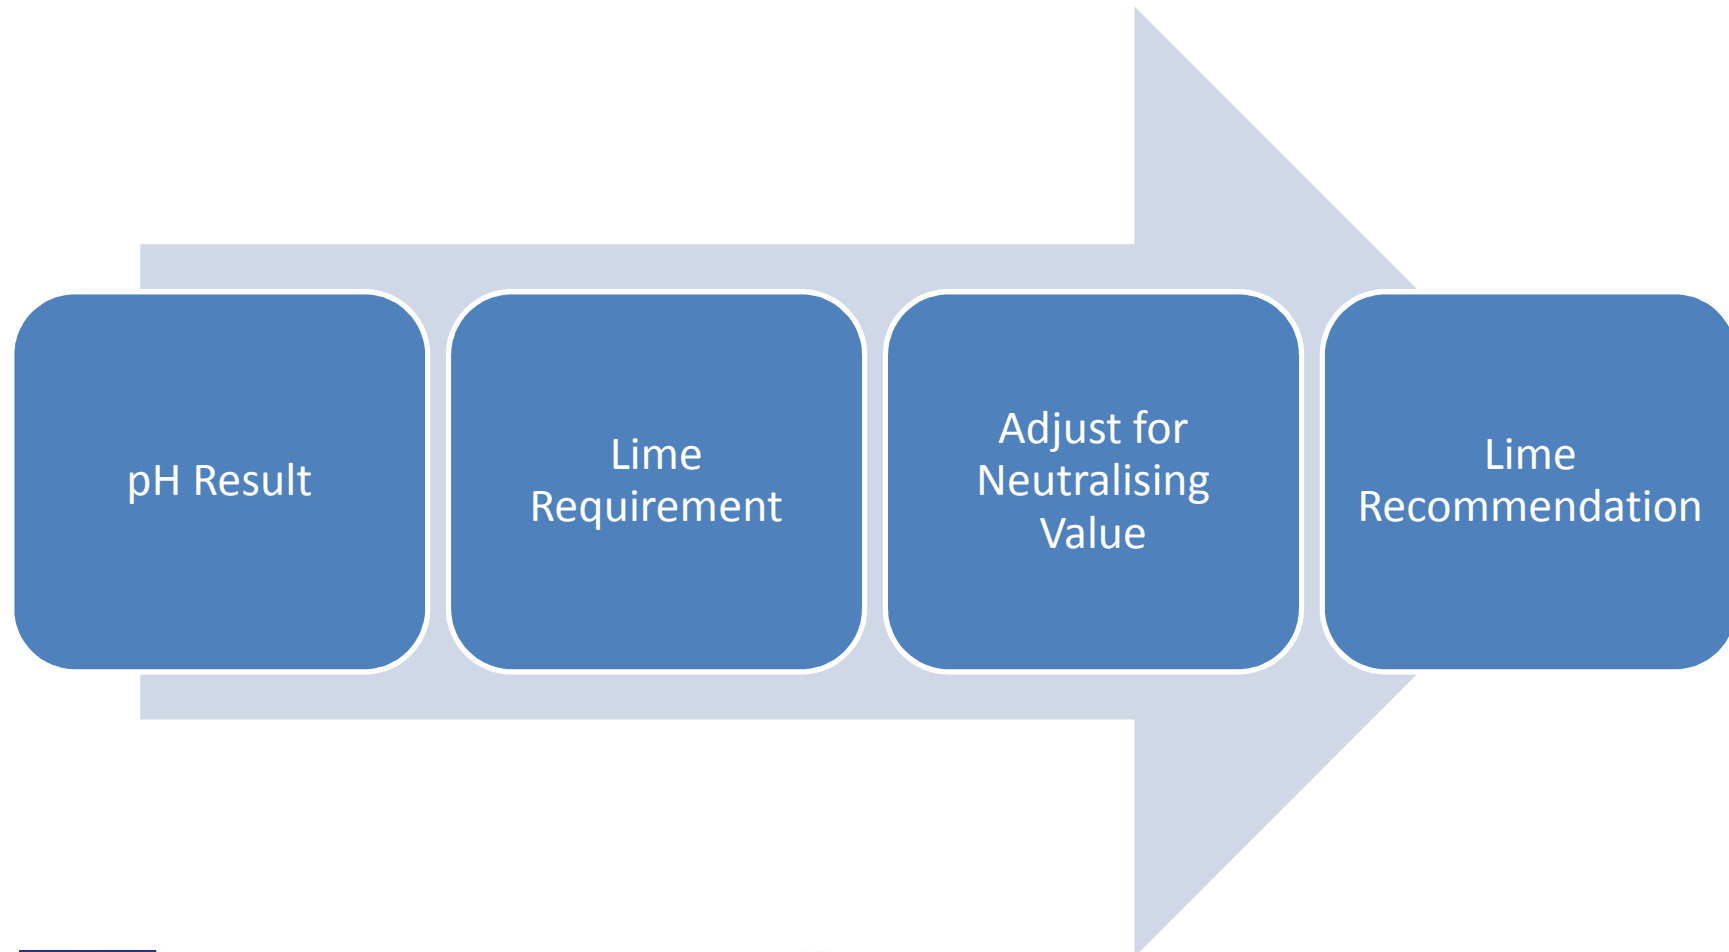 pH Result
Lime
Requirement
Adjust for
Neutralising
Value
Lime
Recommendation